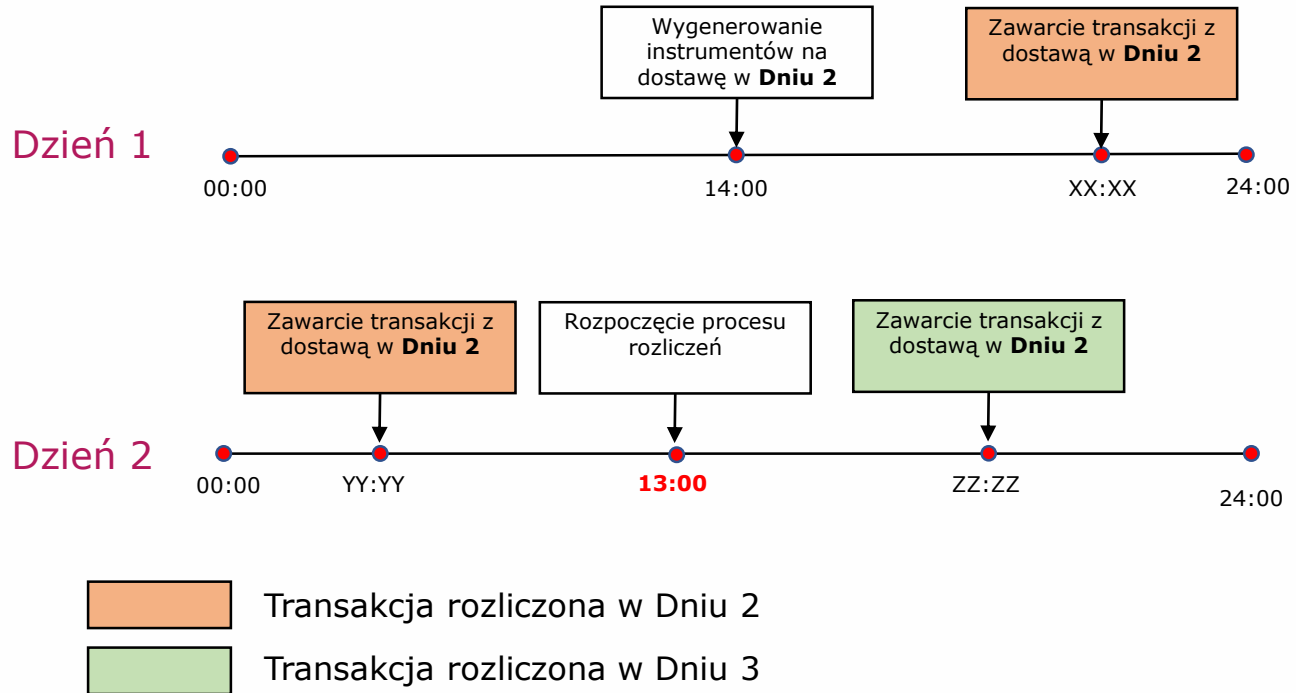 Wygenerowanie
instrumentów na
dostawę w Dniu 2
Zawarcie transakcji z
dostawą w Dniu 2
Dzień 1
00:00
14:00
XX:XX
24:00
Zawarcie transakcji z
dostawą w Dniu 2
Rozpoczęcie procesu
rozliczeń
Zawarcie transakcji z
dostawą w Dniu 2
Dzień 2
00:00
YY:YY
13:00
ZZ:ZZ
24:00
Transakcja rozliczona w Dniu 2
Transakcja rozliczona w Dniu 3